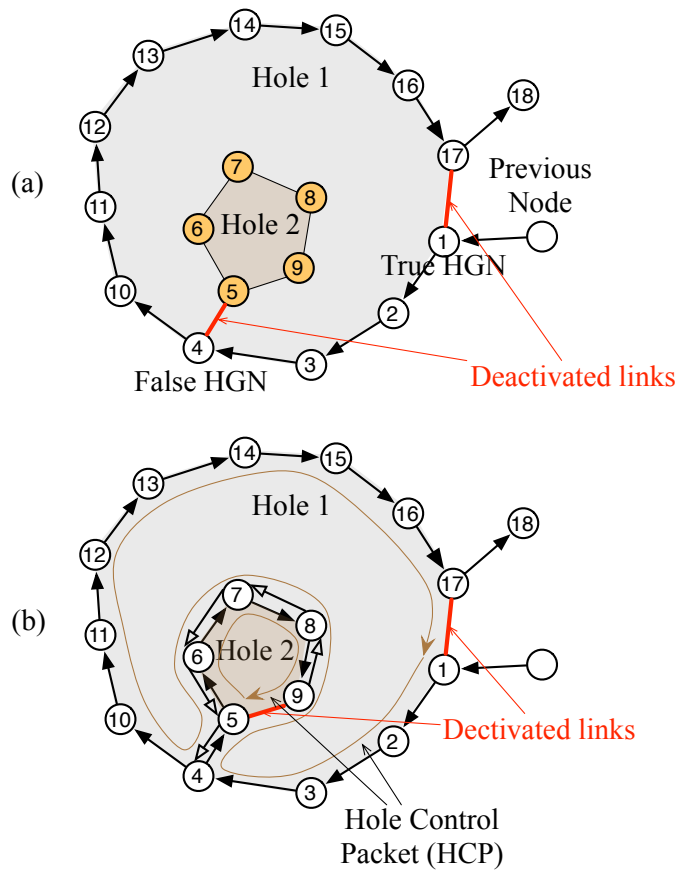 (a)
14
15
13
Hole 1
16
18
12
17
Previous
Node
7
8
11
6
Hole 2
1
9
True HGN
5
10
2
4
3
False HGN
Deactivated links
(b)
14
15
13
Hole 1
16
18
12
17
7
8
11
6
Hole 2
1
9
5
Dectivated links
10
2
4
3
Hole Control
Packet (HCP)